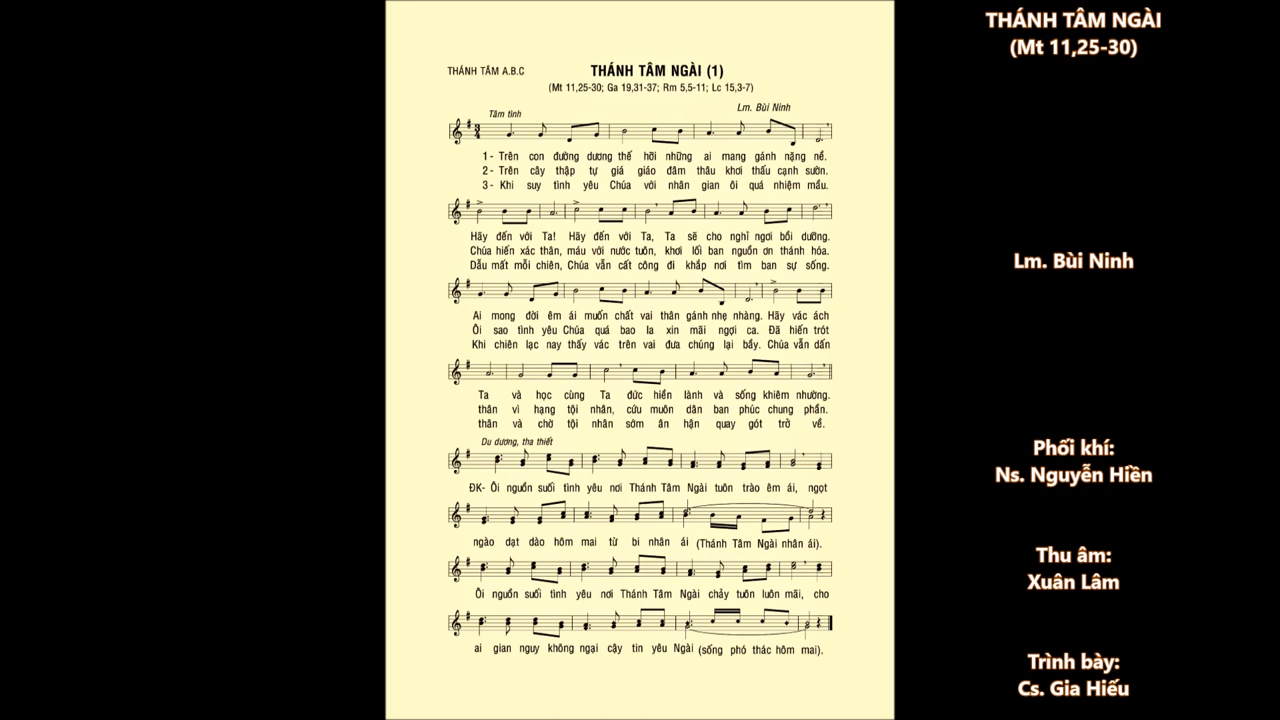 THÁNH TÂM A.B.C
THÁNH TÂM NGÀI (1)
(Mt 11,25-30; Ga 19,31-37; Rm 5,5-11; Lc 15,3-7)
Lm. Bùi Ninh
Tâm tình
1- Trên con đường dương thế hỡi những ai mang gánh nặng nề.
2- Trên cây thập tự giá giáo đâm thâu khơi thấu cạnh sườn.
3- Khi suy tình yêu Chúa với nhân gian ôi quá nhiệm mầu.
Hãy đến với Ta! Hãy đến với Ta, Ta sẽ cho nghỉ ngơi bồi dưỡng.
Chúa hiến xác thân, máu với nước tuôn, khơi lối ban nguồn ơn thánh hóa.
Dẫu mất mỗi chiên, Chúa vẫn cất công đi khắp nơi tìm ban sự sống.
Ai mong đời êm ái muốn chất vai thân gánh nhẹ nhàng. Hãy vác ách
Ôi sao tình yêu Chúa quá bao la xin mãi ngợi ca. Đã hiến trót
Khi chiên lạc nay thấy vác trên vai đưa chúng lại bầy. Chúa vẫn dấn
Ta và học cùng Ta đức hiền lành và sống khiêm nhường.
thân vì hạng tội nhân, cứu muôn dân ban phúc chung phần.
thân và chờ tội nhân sớm ăn hận quay gót trở về.
Du dương, tha thiết
ĐK- Ôi nguồn suối tình yêu nơi Thánh Tâm Ngài tuôn trào êm ái, ngọt
ngào dạt dào hôm mai từ bi nhân ái (Thánh Tâm Ngài nhân ái).
Ôi nguồn suối tình yêu nơi Thánh Tâm Ngài chảy tuôn luôn mãi, cho
ai gian nguy không ngại cậy tin yêu Ngài (sống phó thác hôm mai).
THÁNH TÂM NGÀI
(Mt 11,25-30)
Lm. Bùi Ninh
Phối khí:
Ns. Nguyễn Hiền
Thu âm:
Xuân Lâm
Trình bày:
Cs. Gia Hiếu